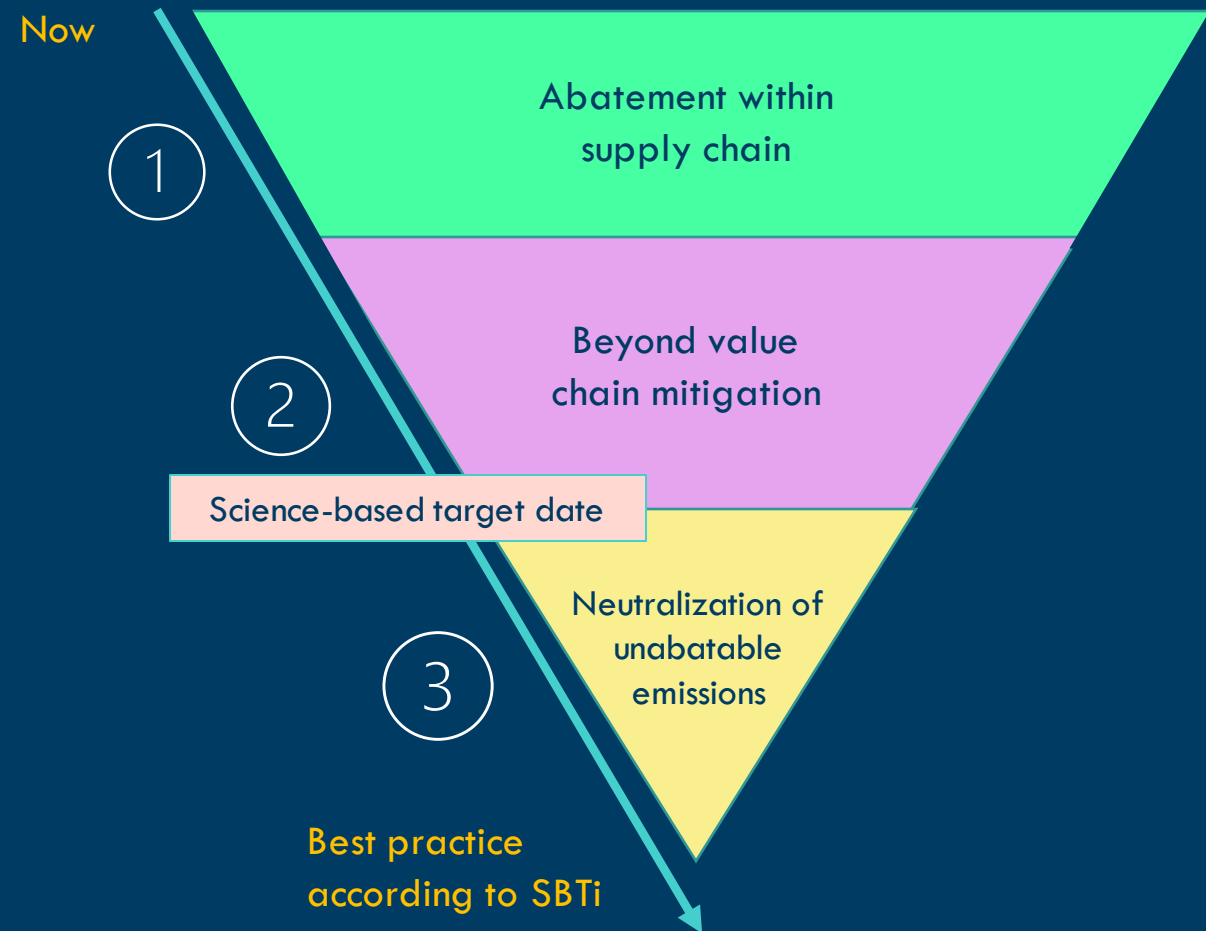 Now
Abatement within
supply chain
1
Beyond value
chain mitigation
2
Science-based target date
Neutralization of
unabatable
emissions
3
Best practice
according to SBTi